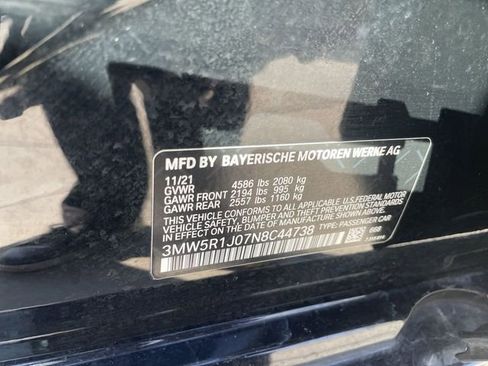 MFD BY BAYERISCHE MOTOREN WERKE AG
11/21
GVWR 4586 lbs 2080 kg
GAWR FRONT 2194 lbs 995 kg
GAWR REAR 2557 lbs 1160 kg
THIS VEHICLE CONFORMS TO ALL APPLICABLE U.S. FEDERAL MOTOR
VEHICLE SAFETY, BUMPER, AND THEFT PREVENTION STANDARDS IN
EFFECT ON THE DATE OF MANUFACTURE SHOWN ABOVE.
3MW5R1J07N8C44738 TYPE: PASSENGER CAR
668